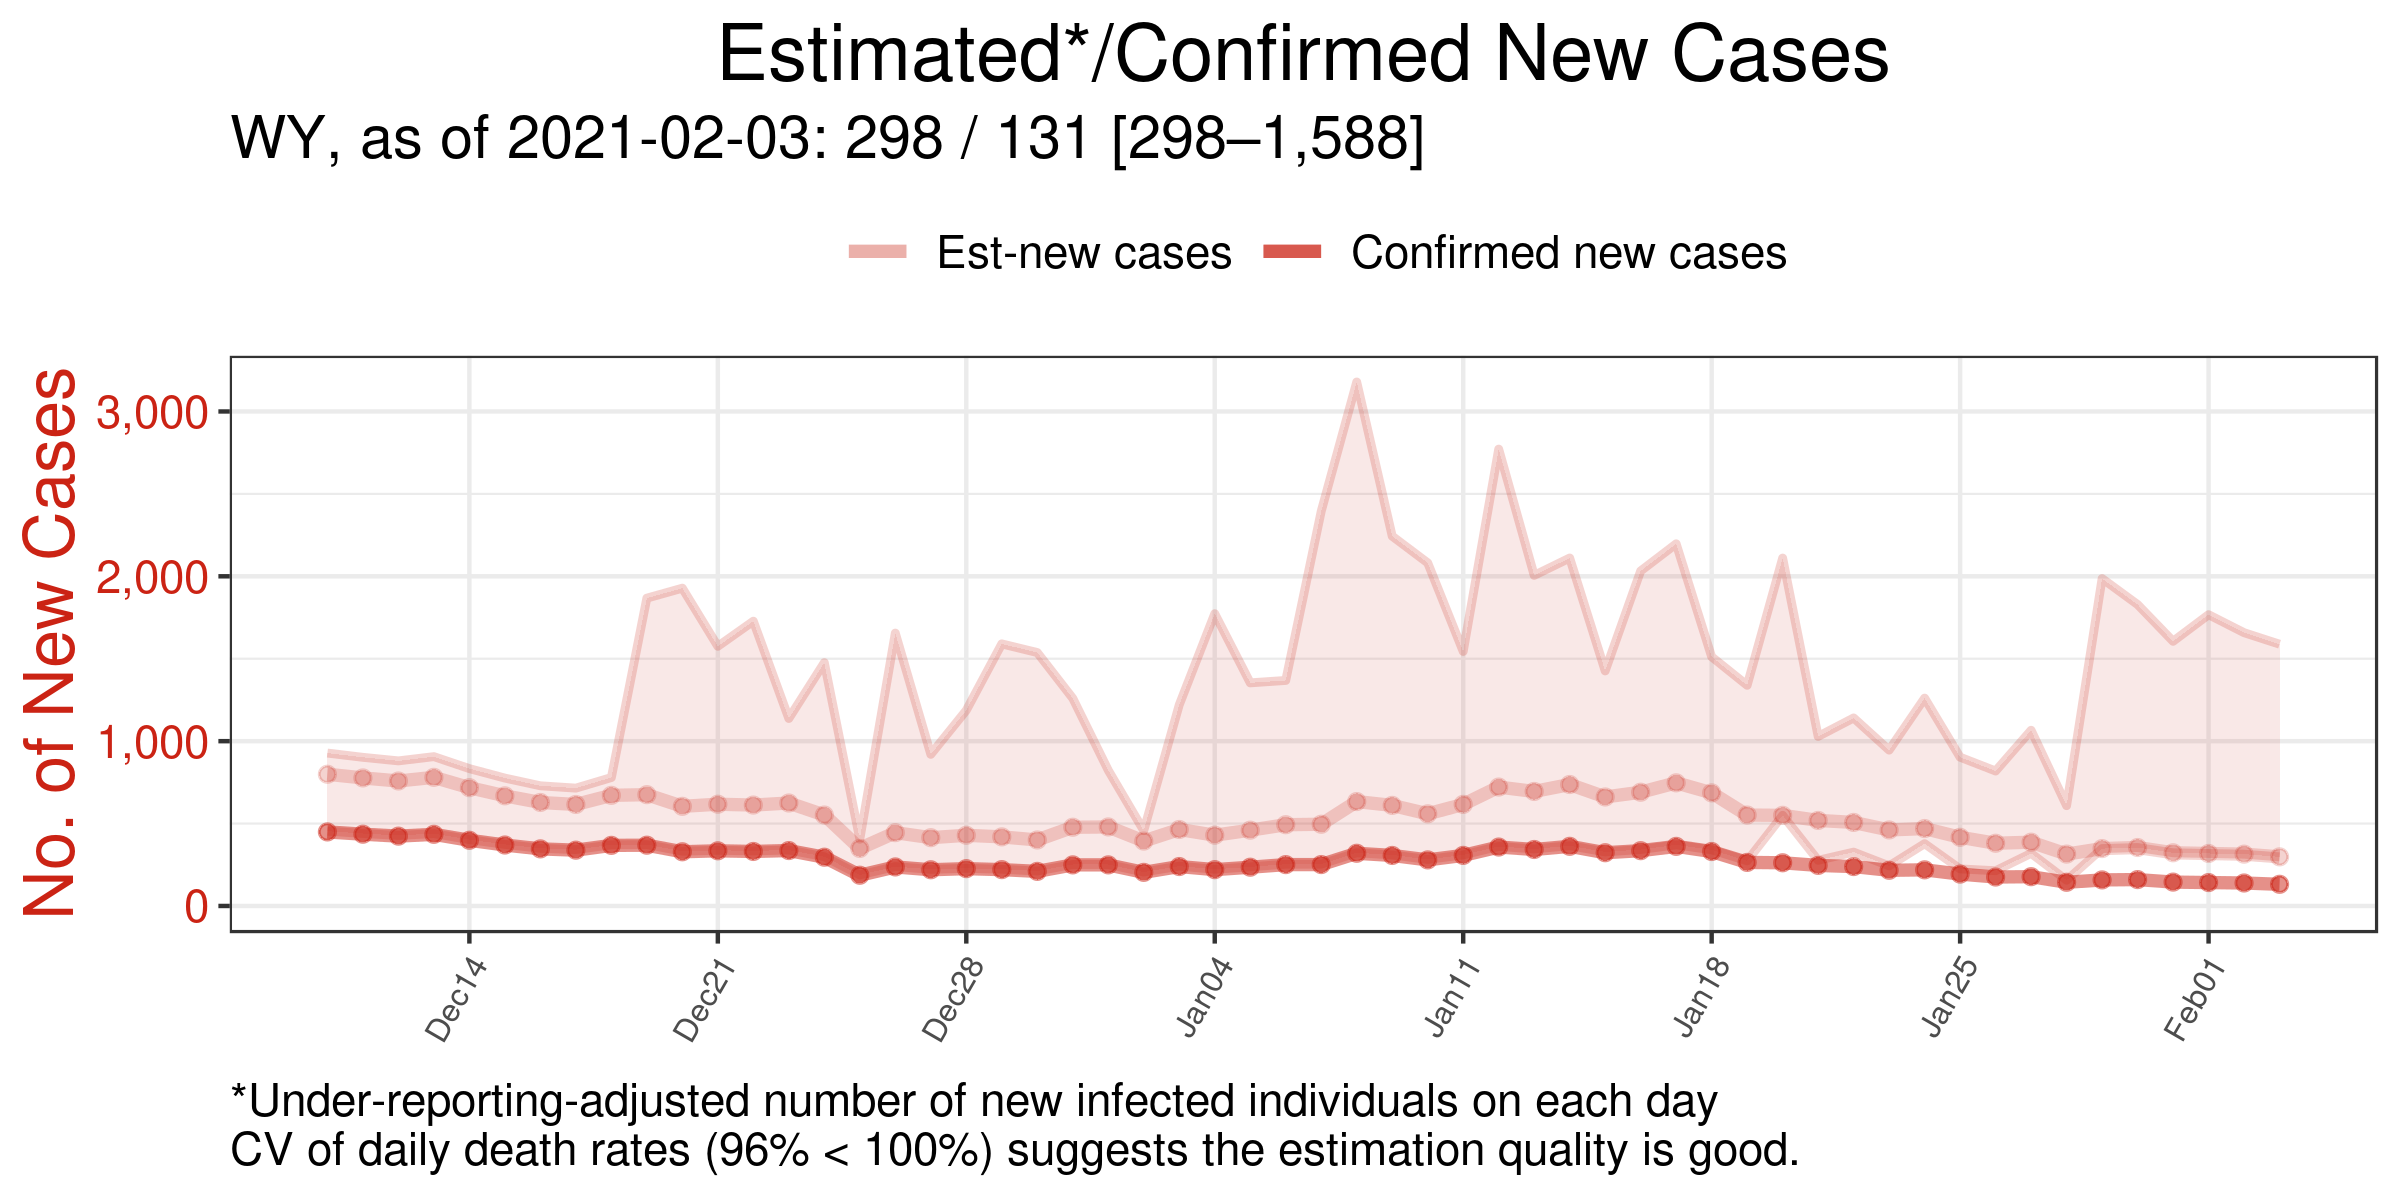 Estimated*/Confirmed New Cases
WY, as of 2021-02-03: 298 / 131 [298–1,588]
Est-new cases
Confirmed new cases
No. of New Cases
3,000
2,000
1,000
0
Dec14
Dec21
Dec28
Jan04
Jan11
Jan18
Jan25
Feb01
*Under-reporting-adjusted number of new infected individuals on each day
CV of daily death rates (96% < 100%) suggests the estimation quality is good.